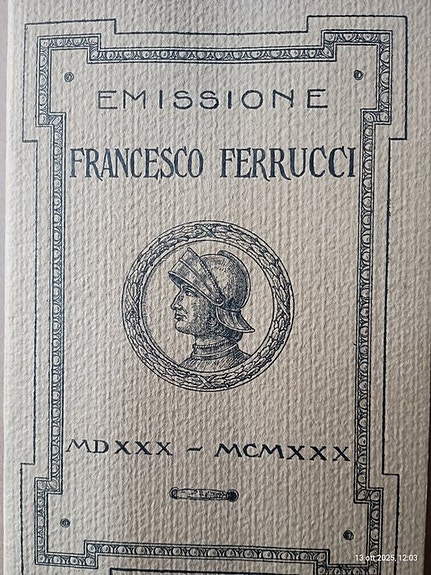 EMISSIONE
FRANCESCO FERRUCCI
MDXXX - MCMXXX
13 ott 2025, 12:03